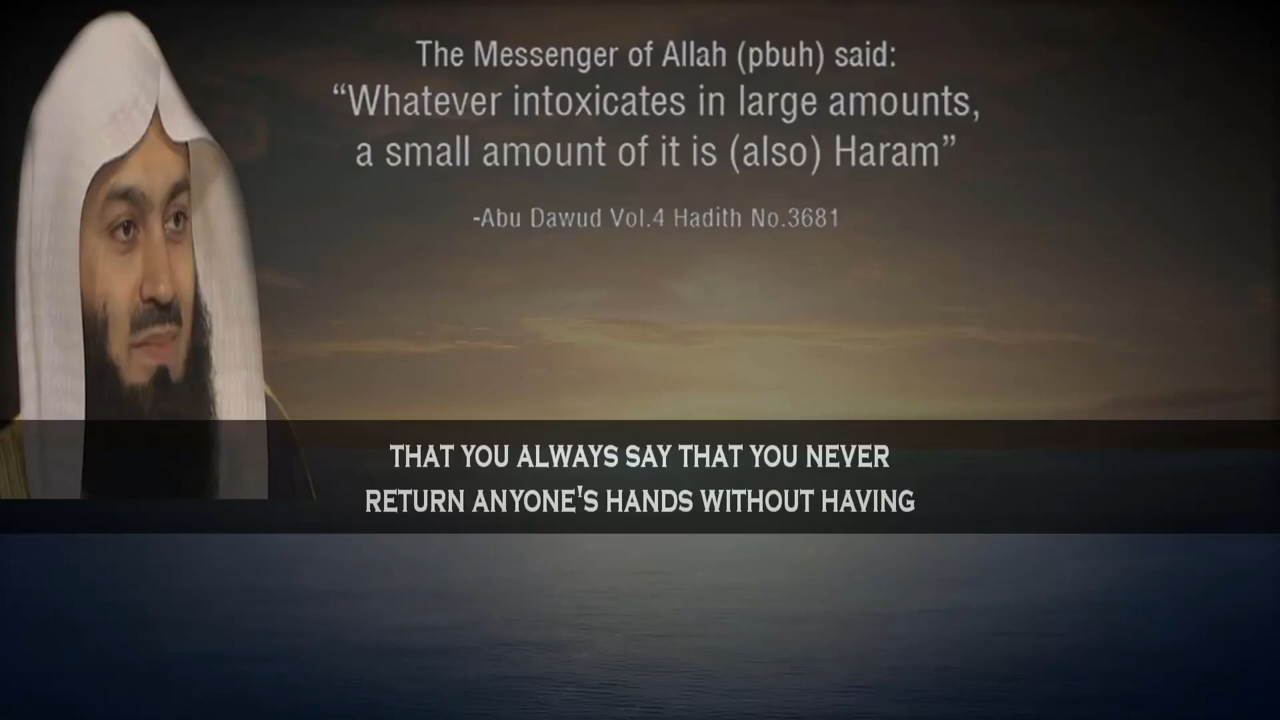 The Messenger of Allah (pbuh) said:
“Whatever intoxicates in large amounts,
a small amount of it is (also) Haram”
-Abu Dawud Vol.4 Hadith No.3681
THAT YOU ALWAYS SAY THAT YOU NEVER
RETURN ANYONE'S HANDS WITHOUT HAVING